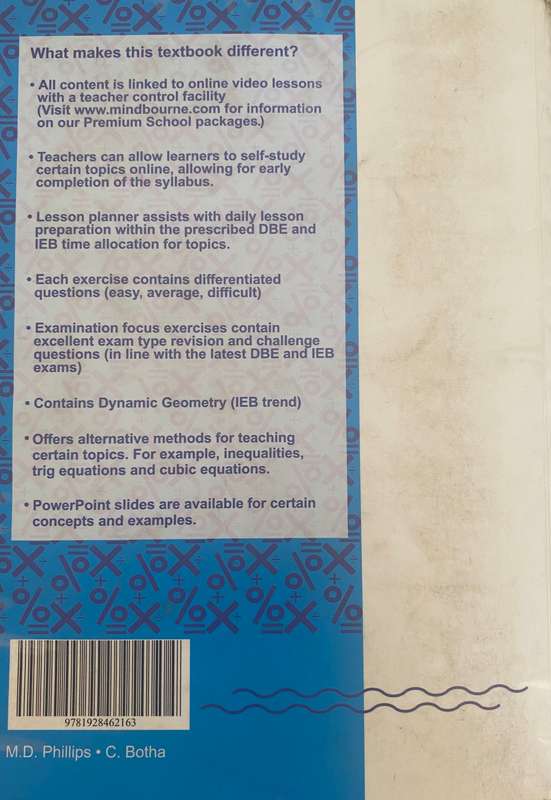 What makes this textbook different?
• All content is linked to online video lessons
with a teacher control facility
(Visit www.mindbourne.com for information
on our Premium School packages.)
• Teachers can allow learners to self-study
certain topics online, allowing for early
completion of the syllabus.
• Lesson planner assists with daily lesson
preparation within the prescribed DBE and
IEB time allocation for topics.
• Each exercise contains differentiated
questions (easy, average, difficult)
• Examination focus exercises contain
excellent exam type revision and challenge
questions (in line with the latest DBE and IEB
exams)
• Contains Dynamic Geometry (IEB trend)
• Offers alternative methods for teaching
certain topics. For example, inequalities,
trig equations and cubic equations.
• PowerPoint slides are available for certain
concepts and examples.
9781928462163
M.D. Phillips • C. Botha